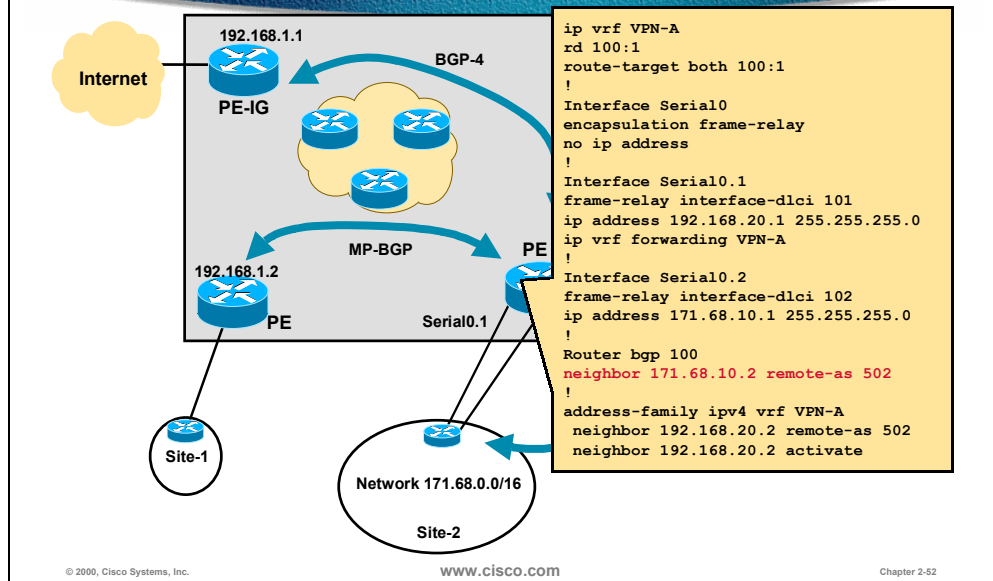 192.168.1.1
Internet
BGP-4
PE-IG
MP-BGP
192.168.1.2
PE
PE
Serial0.1
Site-1
Network 171.68.0.0/16
Site-2
ip vrf VPN-A
rd 100:1
route-target both 100:1
!
Interface Serial0
encapsulation frame-relay
no ip address
!
Interface Serial0.1
frame-relay interface-dlci 101
ip address 192.168.20.1 255.255.255.0
ip vrf forwarding VPN-A
!
Interface Serial0.2
frame-relay interface-dlci 102
ip address 171.68.10.1 255.255.255.0
!
Router bgp 100
neighbor 171.68.10.2 remote-as 502
!
address-family ipv4 vrf VPN-A
neighbor 192.168.20.2 remote-as 502
neighbor 192.168.20.2 activate
© 2000, Cisco Systems, Inc.
www.cisco.com
Chapter 2-52